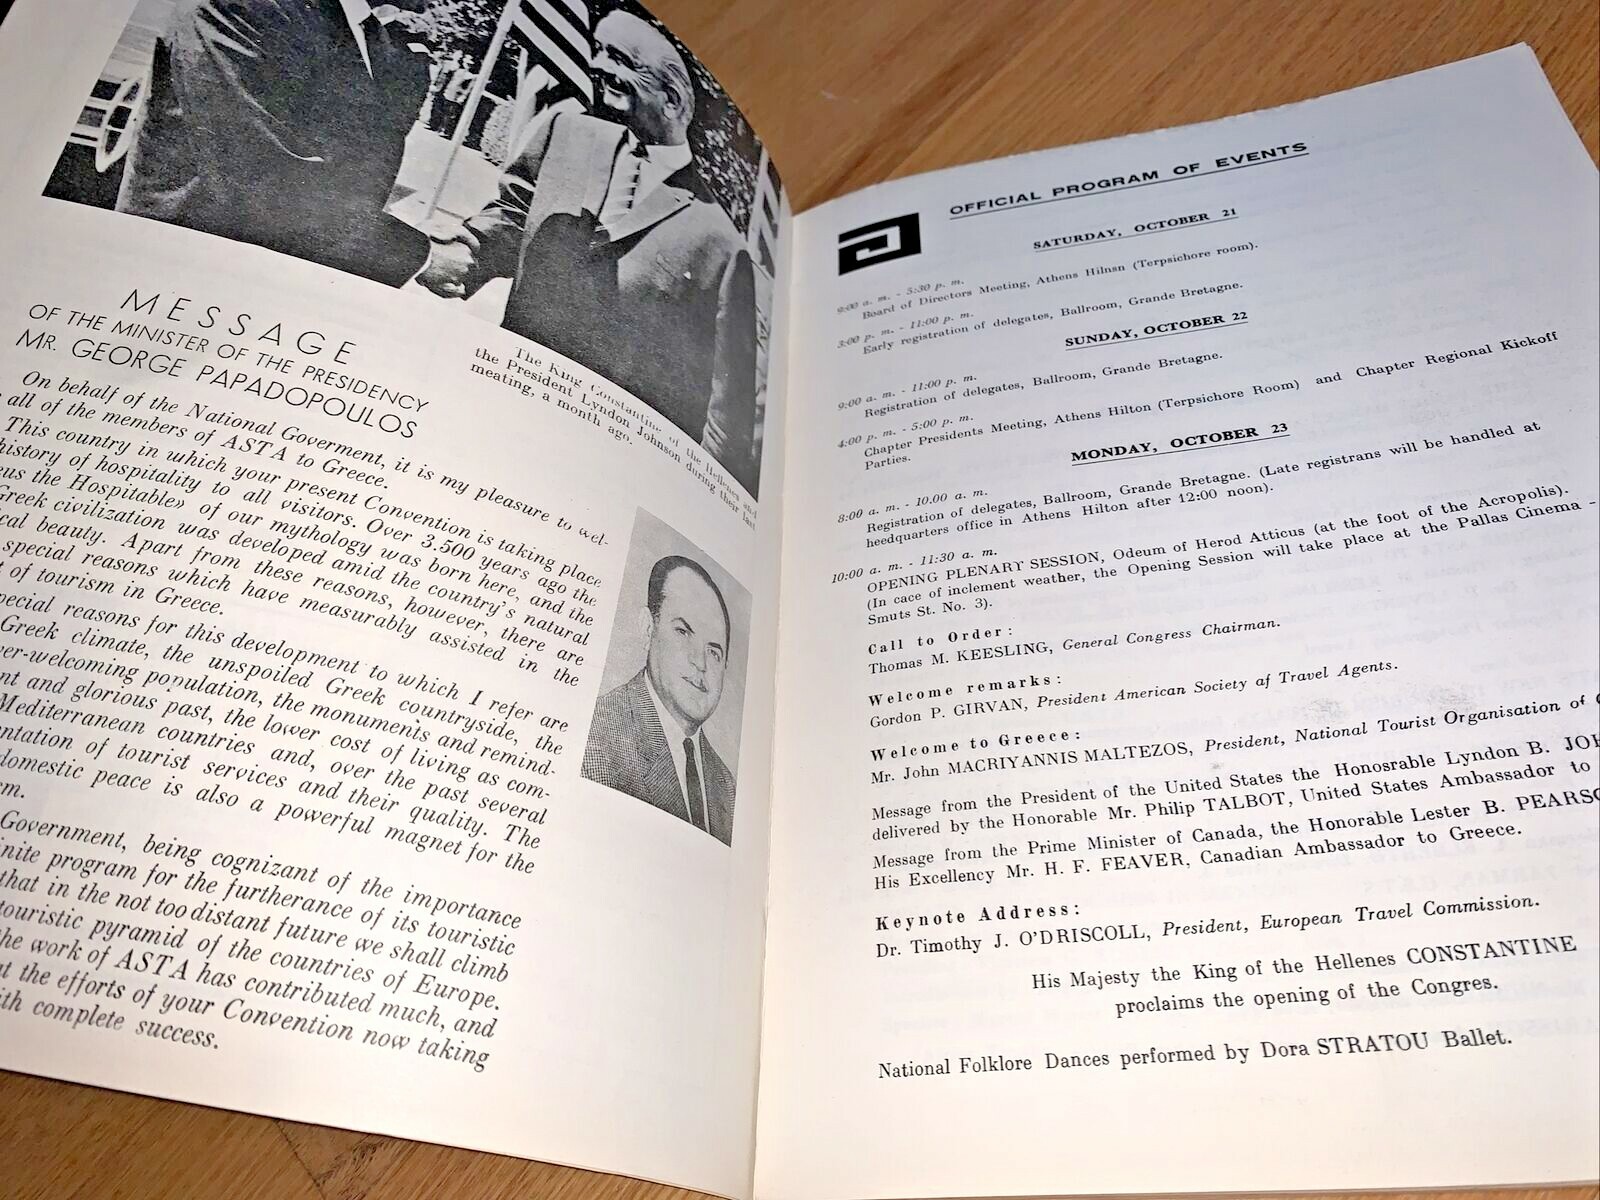 The King Constantine of the Hellenes and
the President Lyndon Johnson during their last
meating, a month ago.
MESSAGE
OF THE MINISTER OF THE PRESIDENCY
MR. GEORGE PAPADOPOULOS
On behalf of the National Goverment, it is my pleasure to wel-
all of the members of ASTA to Greece.
This country in which your present Convention is taking place
history of hospitality to all visitors. Over 3.500 years ago the
the Hospitable» of our mythology was born here, and the
Greek civilization was developed amid the country's natural
beauty. Apart from these reasons, however, there are
special reasons which have measurably assisted in the
of tourism in Greece.
special reasons for this development to which I refer are
Greek climate, the unspoiled Greek countryside, the
population, the monuments and remind-
and glorious past, the lower cost of living as com-
Mediterranean countries and, over the past several
of tourist services and their quality. The
domestic peace is also a powerful magnet for the
Government, being cognizant of the importance
program for the furtherance of its touristic
that in the not too distant future we shall climb
touristic pyramid of the countries of Europe.
the work of ASTA has contributed much, and
the efforts of your Convention now taking
complete success.
OFFICIAL PROGRAM OF EVENTS
SATURDAY, OCTOBER 21
9:00 a. m. - 5:30 p. m.
Board of Directors Meeting, Athens Hilnsn (Terpsichore room).
3:00 p. m. - 11:00 p. m.
Early registration of delegates, Ballroom, Grande Bretagne.
SUNDAY, OCTOBER 22
9:00 a. m. - 11:00 p. m.
Registration of delegates, Ballroom, Grande Bretagne.
4:00 p. m. - 5:00 p. m.
Chapter Presidents Meeting, Athens Hilton (Terpsichore Room) and Chapter Regional Kickoff
Parties.
MONDAY, OCTOBER 23
8:00 a. m. - 10.00 a. m.
Registration of delegates, Ballroom, Grande Bretagne. (Late registrans will be handled at
headquerters office in Athens Hilton after 12:00 noon).
10:00 a. m. - 11:30 a. m.
OPENING PLENARY SESSION, Odeum of Herod Atticus (at the foot of the Acropolis).
(In cace of inclement weather, the Opening Session will take place at the Pallas Cinema -
Smuts St. No. 3).
Call to Order:
Thomas M. KEESLING, General Congress Chairman.
Welcome remarks:
Gordon P. GIRVAN, President American Society af Travel Agents.
Welcome to Greece:
Mr. John MACRIYANNIS MALTEZOS, President, National Tourist Organisation of
Message from the President of the United States the Honosrable Lyndon B.
delivered by the Honorable Mr. Philip TALBOT, United States Ambassador to
Message from the Prime Minister of Canada, the Honorable Lester B.
His Excellency Mr. H. F. FEAVER, Canadian Ambassador to Greece.
Keynote Address:
Dr. Timothy J. O'DRISCOLL, President, European Travel Commission.
His Majesty the King of the Hellenes CONSTANTINE
proclaims the opening of the Congres.
National Folklore Dances performed by Dora STRATOU Ballet.